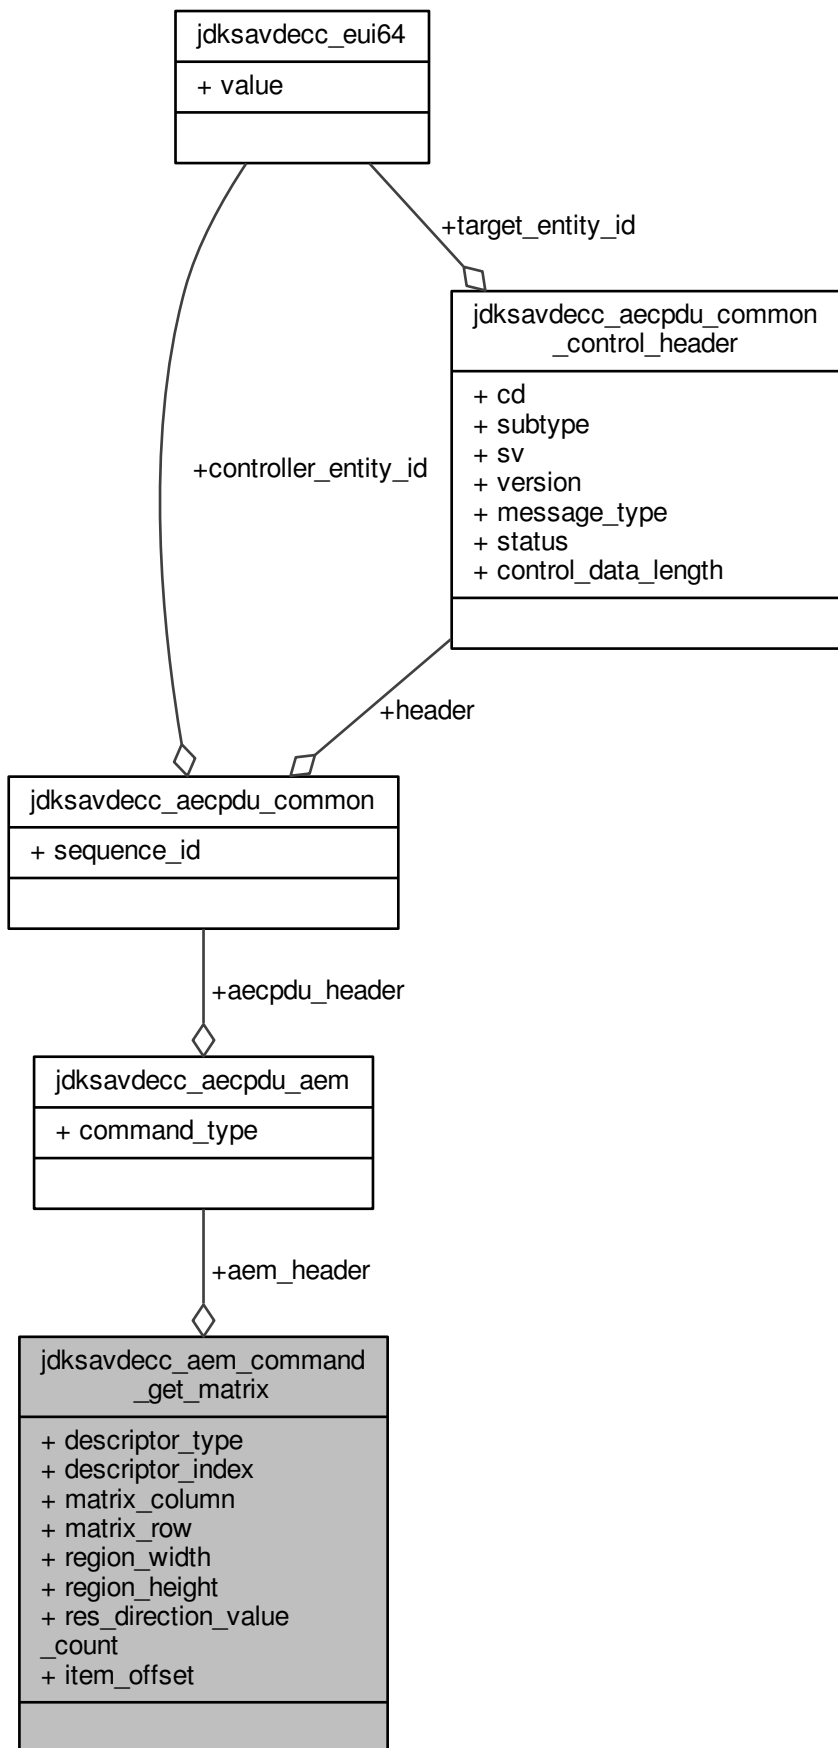 jdksavdecc_eui64
+ value
+target_entity_id
jdksavdecc_aecpdu_common
_control_header
+ cd
+ subtype
+ sv
+ version
+ message_type
+ status
+ control_data_length
+controller_entity_id
+header
jdksavdecc_aecpdu_common
+ sequence_id
+aecpdu_header
jdksavdecc_aecpdu_aem
+ command_type
+aem_header
jdksavdecc_aem_command
_get_matrix
+ descriptor_type
+ descriptor_index
+ matrix_column
+ matrix_row
+ region_width
+ region_height
+ res_direction_value
_count
+ item_offset